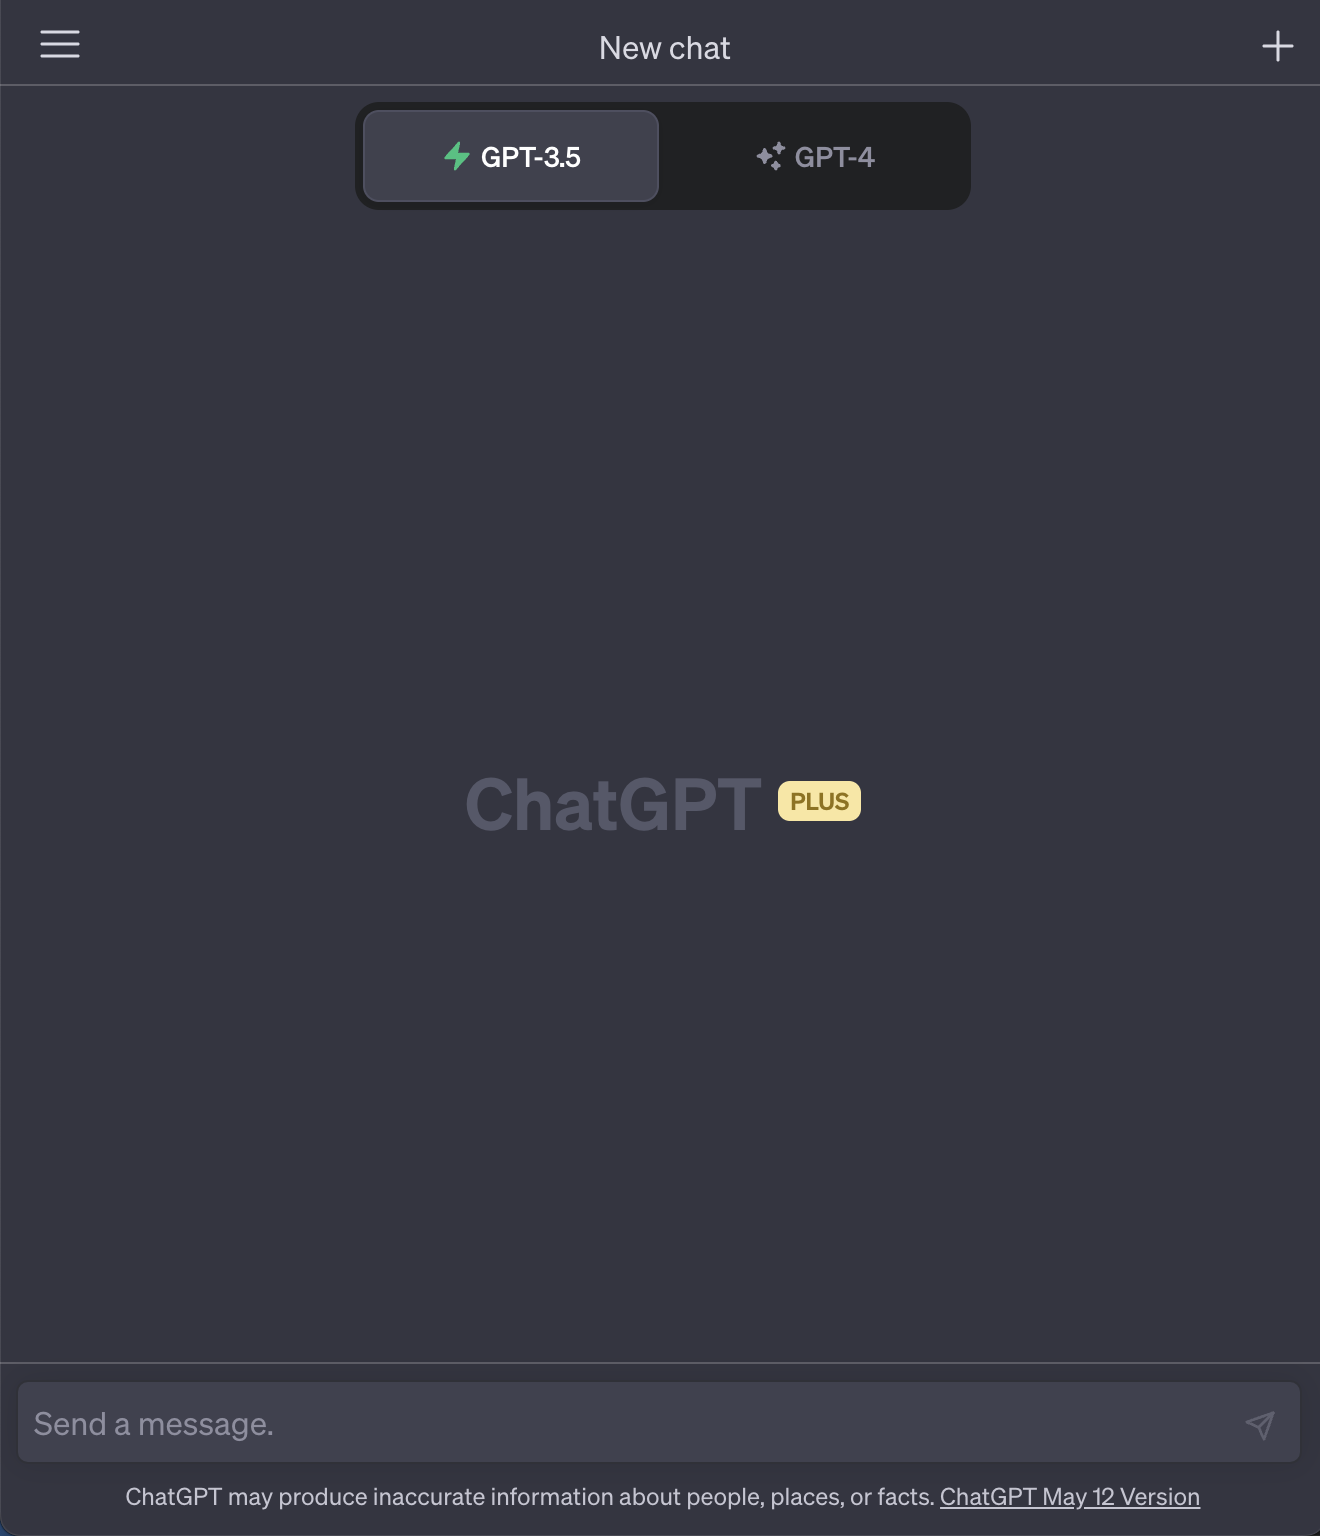 New chat
GPT-3.5
GPT-4
ChatGPT PLUS
Send a message.
ChatGPT may produce inaccurate information about people, places, or facts. ChatGPT May 12 Version